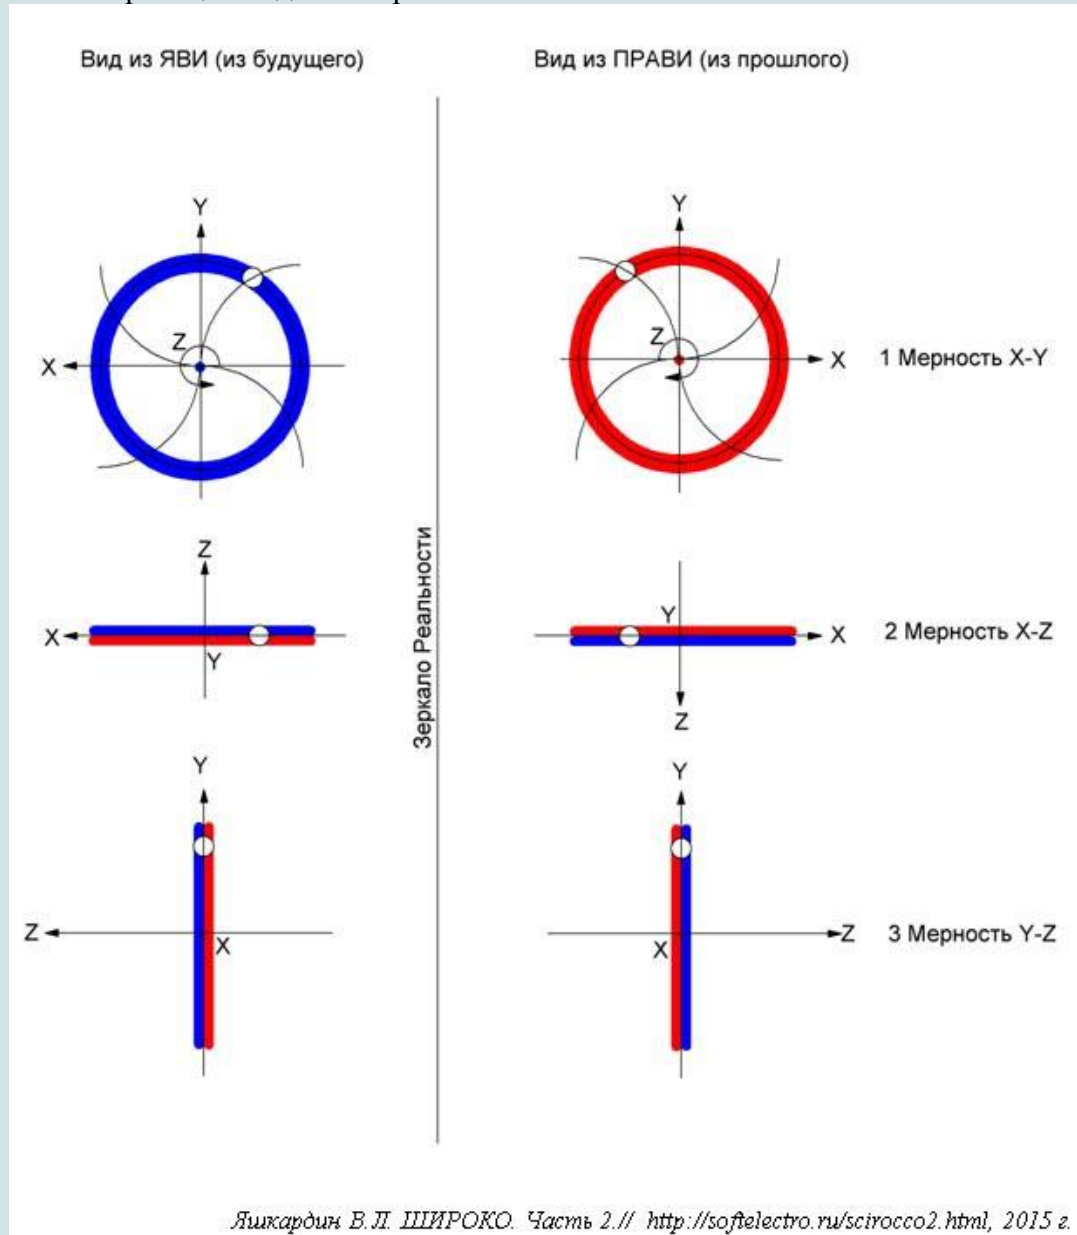 Вид из ЯВИ (из будущего)
Вид из ПРАВИ (из прошлого)
Y
Z
X
Y
Z
X
1 Мерность X-Y
Зеркало Реальности
Z
X
Y
Y
X
Z
2 Мерность X-Z
Y
Z
X
Y
X
Z
3 Мерность Y-Z
Яшкардин В.Л. ШИРОКО. Часть 2.// http://softelectro.ru/scirocco2.html, 2015 г.